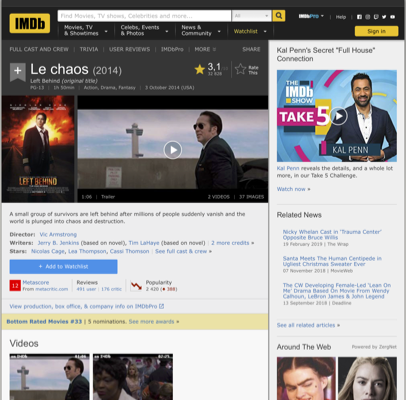 IMDb
Find Movies, TV shows, Celebrities and more...
All
IMDbPro
Help
Movies, TV
& Showtimes
Celebs, Events
& Photos
News &
Community
Watchlist
Sign in
FULL CAST AND CREW | TRIVIA | USER REVIEWS | IMDbPro | MORE
SHARE
Le chaos (2014)
Left Behind (original title)
PG-13 | 1h 50min | Action, Drama, Fantasy | 3 October 2014 (USA)
3,1
Rate
This
LEFT BEHIND
1:06 | Trailer
2 VIDEOS | 37 IMAGES
A small group of survivors are left behind after millions of people suddenly vanish and the
world is plunged into chaos and destruction.
Director: Vic Armstrong
Writers: Jerry B. Jenkins (based on novel), Tim LaHaye (based on novel) | 2 more credits »
Stars: Nicolas Cage, Lea Thompson, Cassi Thomson | See full cast & crew »
+ Add to Watchlist
12
Metascore
From metacritic.com
Reviews
491 user | 176 critic
Popularity
View production, box office, & company info on IMDbPro
Bottom Rated Movies #33 | 5 nominations. See more awards »
Videos
Kal Penn's Secret "Full House"
Connection
THE
IMDb
SHOW
TAKE 5
KAL PENN
Kal Penn reveals the details, and a whole lot
more, in our Take 5 Challenge.
Watch now »
Related News
Nicky Whelan Cast in 'Trauma Center'
Opposite Bruce Willis
19 February 2019 | The Wrap
Santa Meets The Human Centipede in
Ugliest Christmas Sweater Ever
07 November 2018 | MovieWeb
The CW Developing Female-Led 'Lean On
Me' Drama Based On Movie From Wendy
Calhoun, LeBron James & John Legend
13 September 2018 | Deadline
See all related articles »
Around The Web
Powered by ZergNet